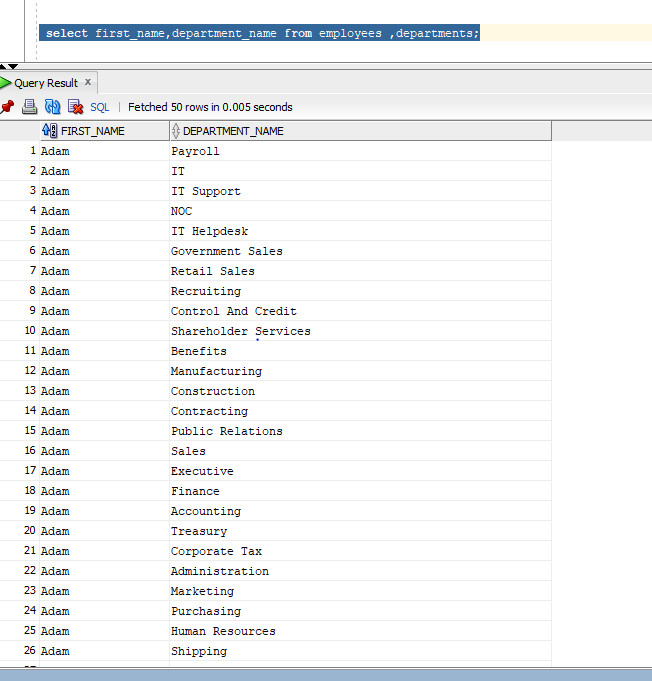 select first_name,department_name from employees ,departments;
Query Result x
SQL | Fetched 50 rows in 0.005 seconds
FIRST_NAME DEPARTMENT_NAME
1 Adam Payroll
2 Adam IT
3 Adam IT Support
4 Adam NOC
5 Adam IT Helpdesk
6 Adam Government Sales
7 Adam Retail Sales
8 Adam Recruiting
9 Adam Control And Credit
10 Adam Shareholder Services
11 Adam Benefits
12 Adam Manufacturing
13 Adam Construction
14 Adam Contracting
15 Adam Public Relations
16 Adam Sales
17 Adam Executive
18 Adam Finance
19 Adam Accounting
20 Adam Treasury
21 Adam Corporate Tax
22 Adam Administration
23 Adam Marketing
24 Adam Purchasing
25 Adam Human Resources
26 Adam Shipping